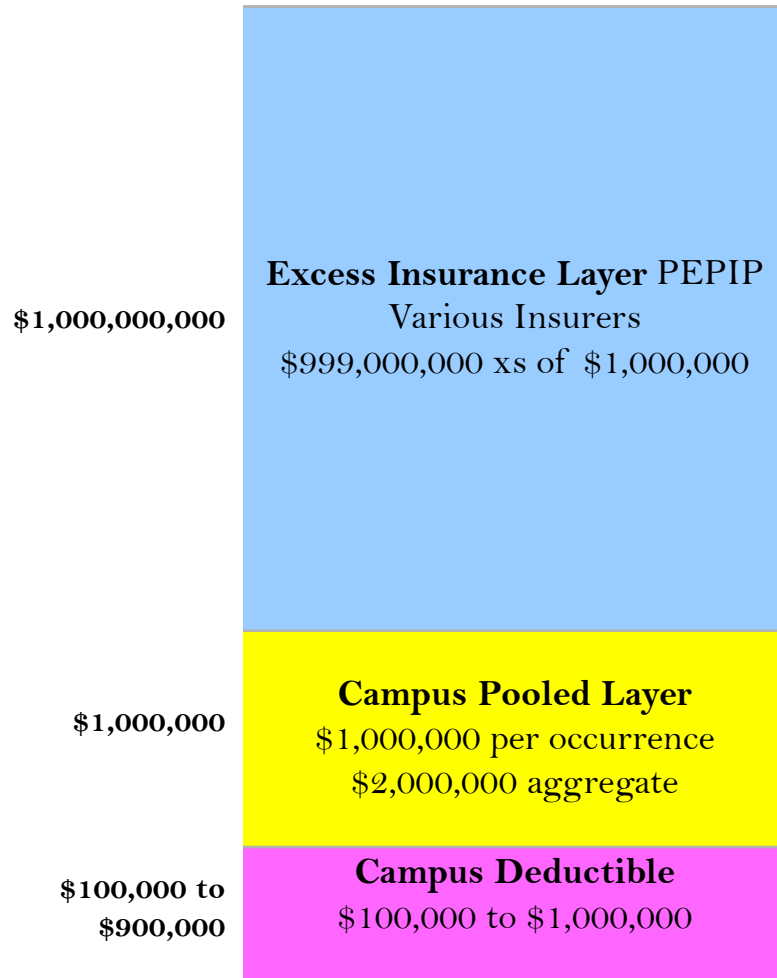 Excess Insurance Layer PEPIP
Various Insurers
$999,000,000 xs of $1,000,000
$1,000,000,000
Campus Pooled Layer
$1,000,000 per occurrence
$2,000,000 aggregate
$1,000,000
Campus Deductible
$100,000 to $1,000,000
$100,000 to
$900,000